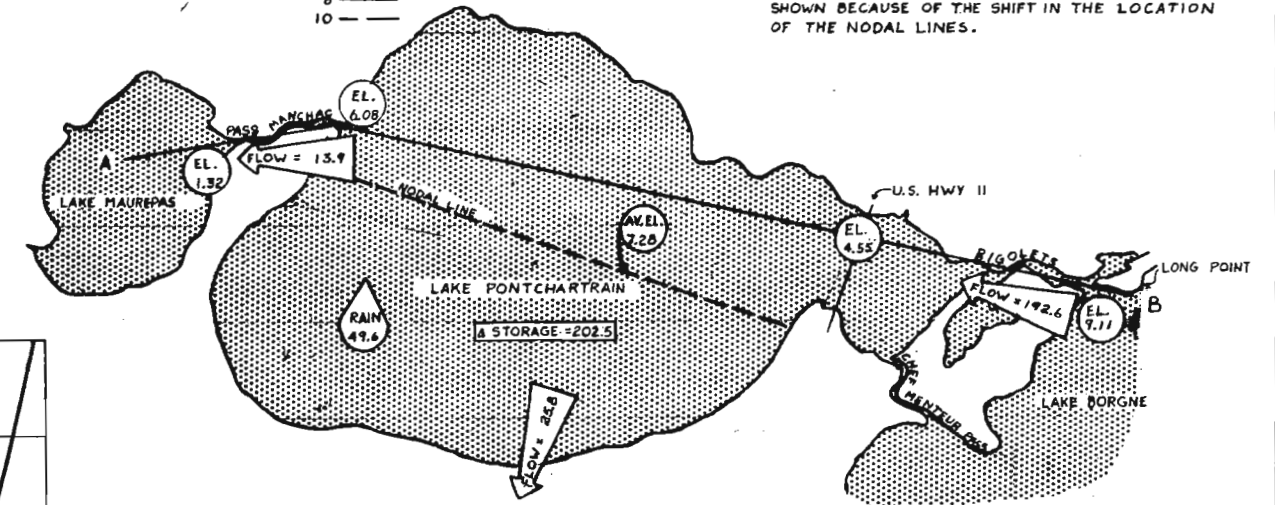 SHOWN BECAUSE OF THE SHIFT IN THE LOCATION
OF THE NODAL LINES.
10
EL.
6.08
PASS MANCHAC
A
FLOW = 13.9
EL.
1.32
LAKE MAUREPAS
NODAL LINE
AV. EL.
7.28
U.S. HWY 11
EL.
4.55
RIGOLETS
LONG POINT
B
FLOW = 192.6
EL.
9.11
LAKE PONTCHARTRAIN
RAIN
49.6
Δ STORAGE = 202.5
FLOW = 25.8
CHEF MENTEUR PASS
LAKE BORGNE